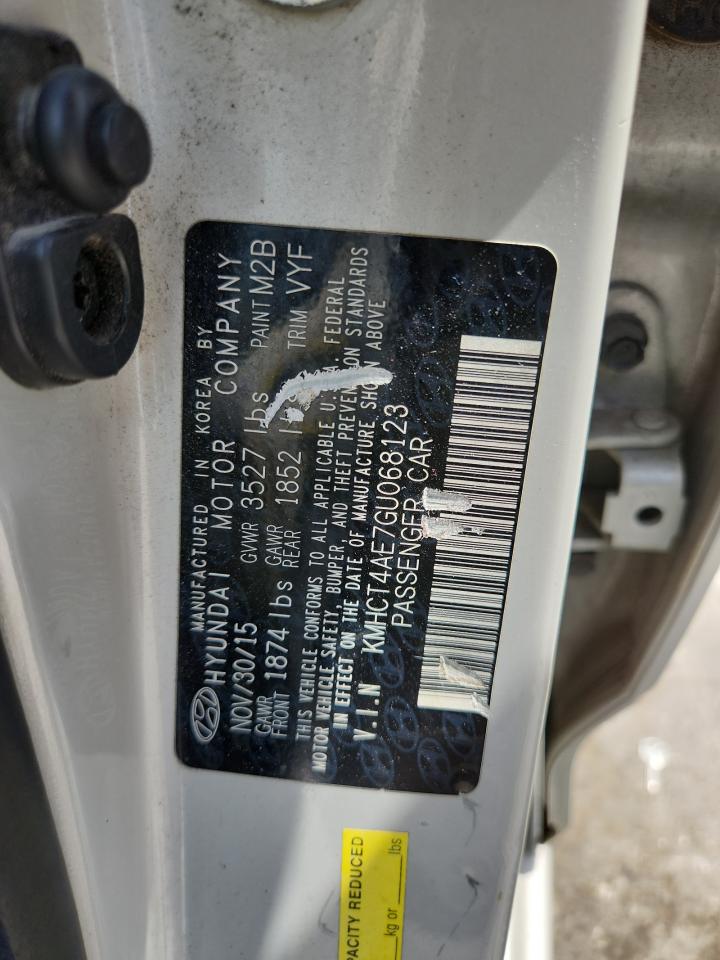 MANUFACTURED IN KOREA BY
HYUNDAI MOTOR COMPANY
NOV/30/15 GVWR 3527 lbs PAINT M2B
GAWR FRONT 1874 lbs GAWR REAR 1852 TRIM VYF
THIS VEHICLE CONFORMS TO ALL APPLICABLE FEDERAL
MOTOR VEHICLE SAFETY, BUMPER, AND THEFT PREVENTION STANDARDS
IN EFFECT ON THE DATE OF MANUFACTURE SHOWN ABOVE
V.I.N KMHCT4AE7GU068123
PASSENGER CAR
REDUCED
kg or lbs